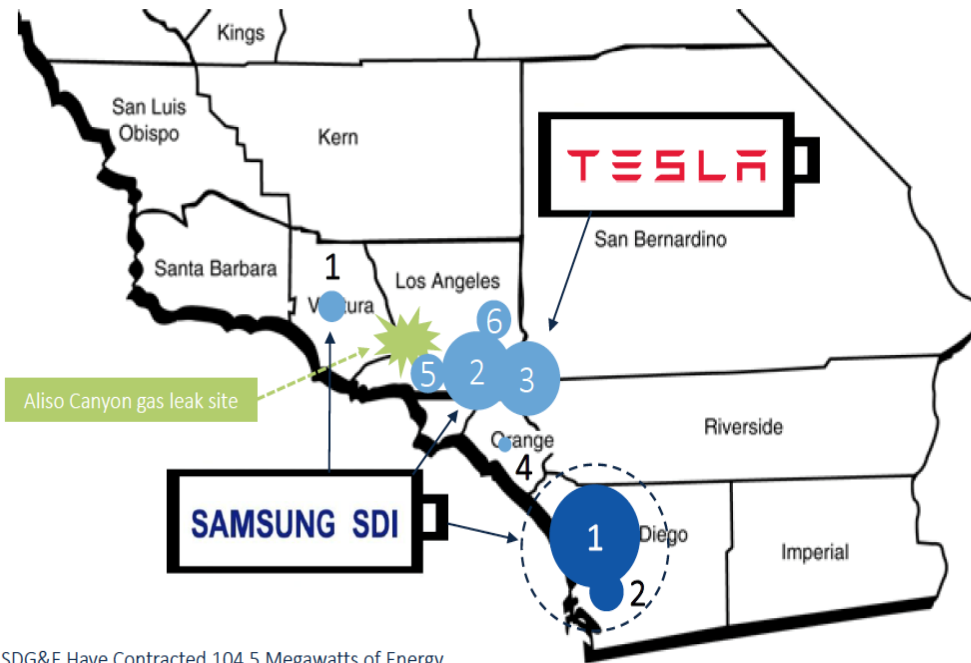 Kings
San Luis
Obispo
Kern
TESLA
San Bernardino
Santa Barbara
1
Ventura
Los Angeles
6
5
2
3
Aliso Canyon gas leak site
Orange
4
Riverside
SAMSUNG SDI
1
Diego
2
Imperial
SDG&E Have Contracted 104.5 Megawatts of Energy